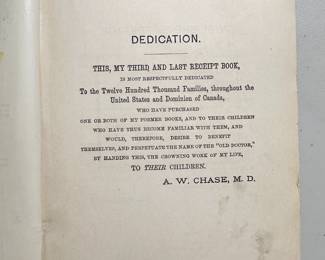 DEDICATION.
THIS, MY THIRD AND LAST RECEIPT BOOK,
IS MOST RESPECTFULLY DEDICATED
To the Twelve Hundred Thousand Families, throughout the
United States and Dominion of Canada,
WHO HAVE PURCHASED
ONE OR BOTH OF MY FORMER BOOKS, AND TO THEIR CHILDREN
WHO HAVE THUS BECOME FAMILIAR WITH THEM, AND
WOULD, THEREFORE, DESIRE TO BENEFIT
THEMSELVES, AND PERPETUATE THE NAME OF THE "OLD DOCTOR,"
BY HANDING THIS, THE CROWNING WORK OF MY LIFE,
TO THEIR CHILDREN.
A. W. CHASE, M. D.